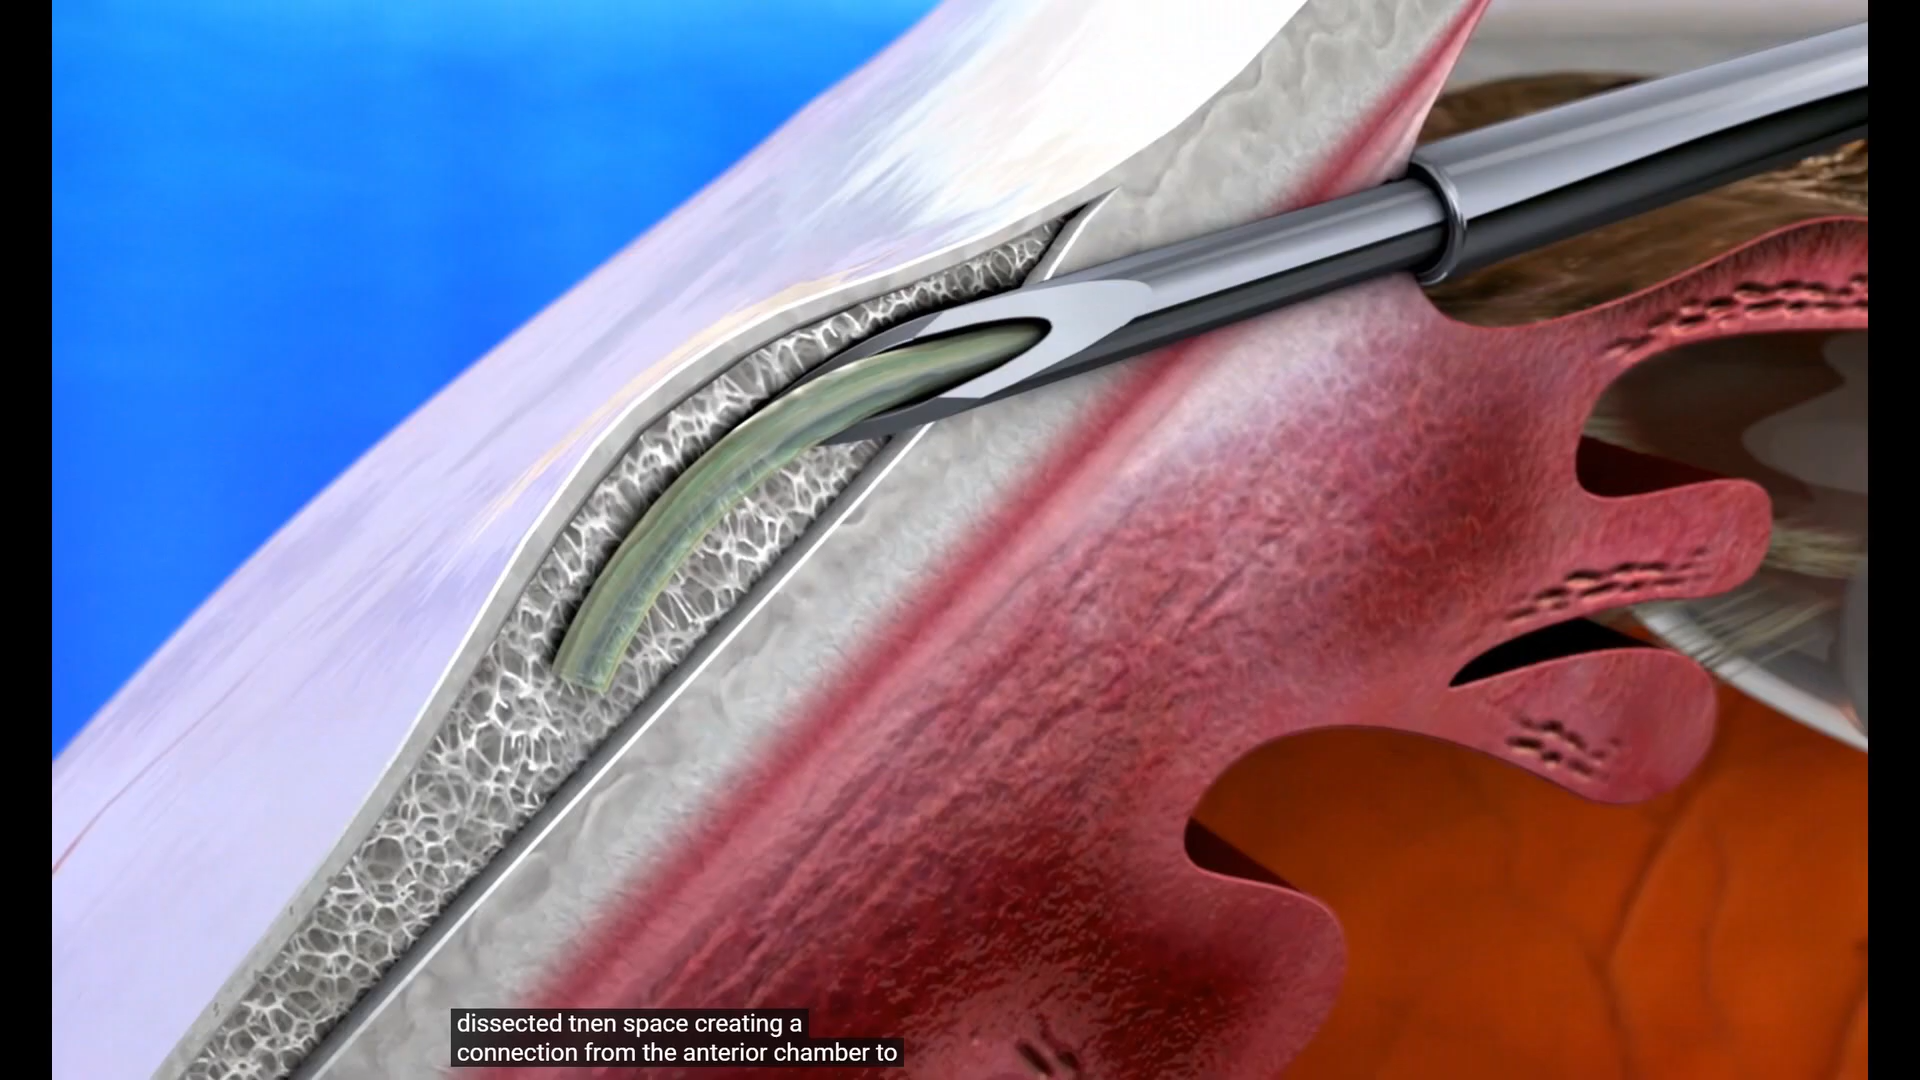 dissected tnen space creating a
connection from the anterior chamber to